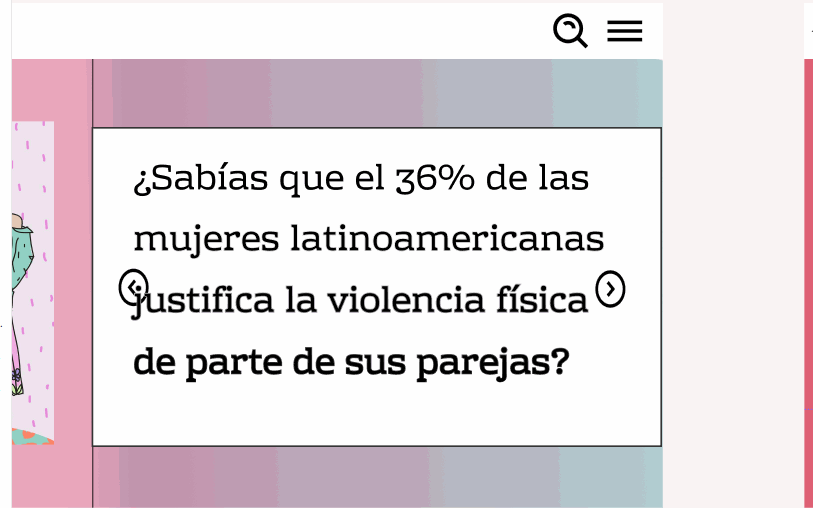 ¿Sabías que el 36% de las
mujeres latinoamericanas
justifica la violencia física
de parte de sus parejas?